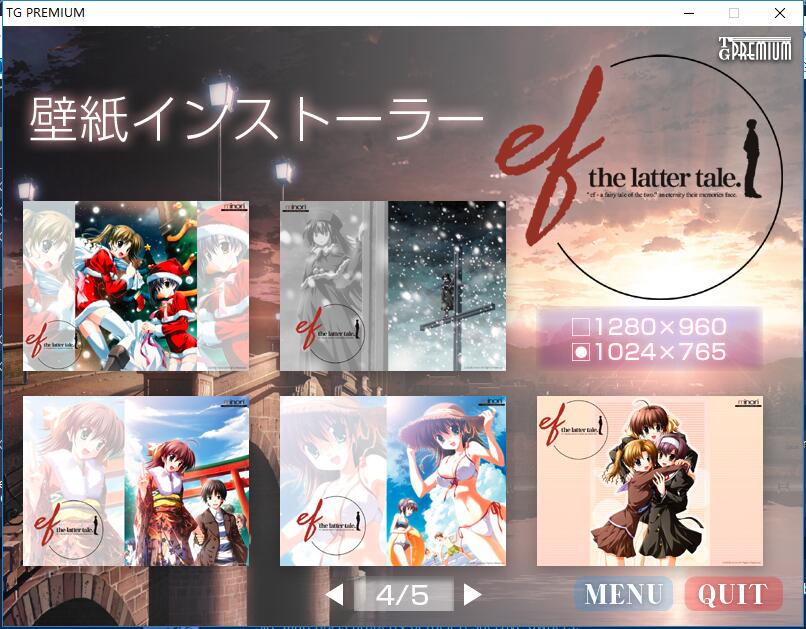 TG PREMIUM
TG PREMIUM
壁紙インストーラー
ef
the latter tale.
"ef - a fairy tale of the two." an eternity their memories face.
minori
minori
ef
the latter tale.
ef
the latter tale.
1280×960
1024×765
minori
minori
minori
ef
the latter tale.
ef
the latter tale.
ef
the latter tale.
4/5
MENU
QUIT